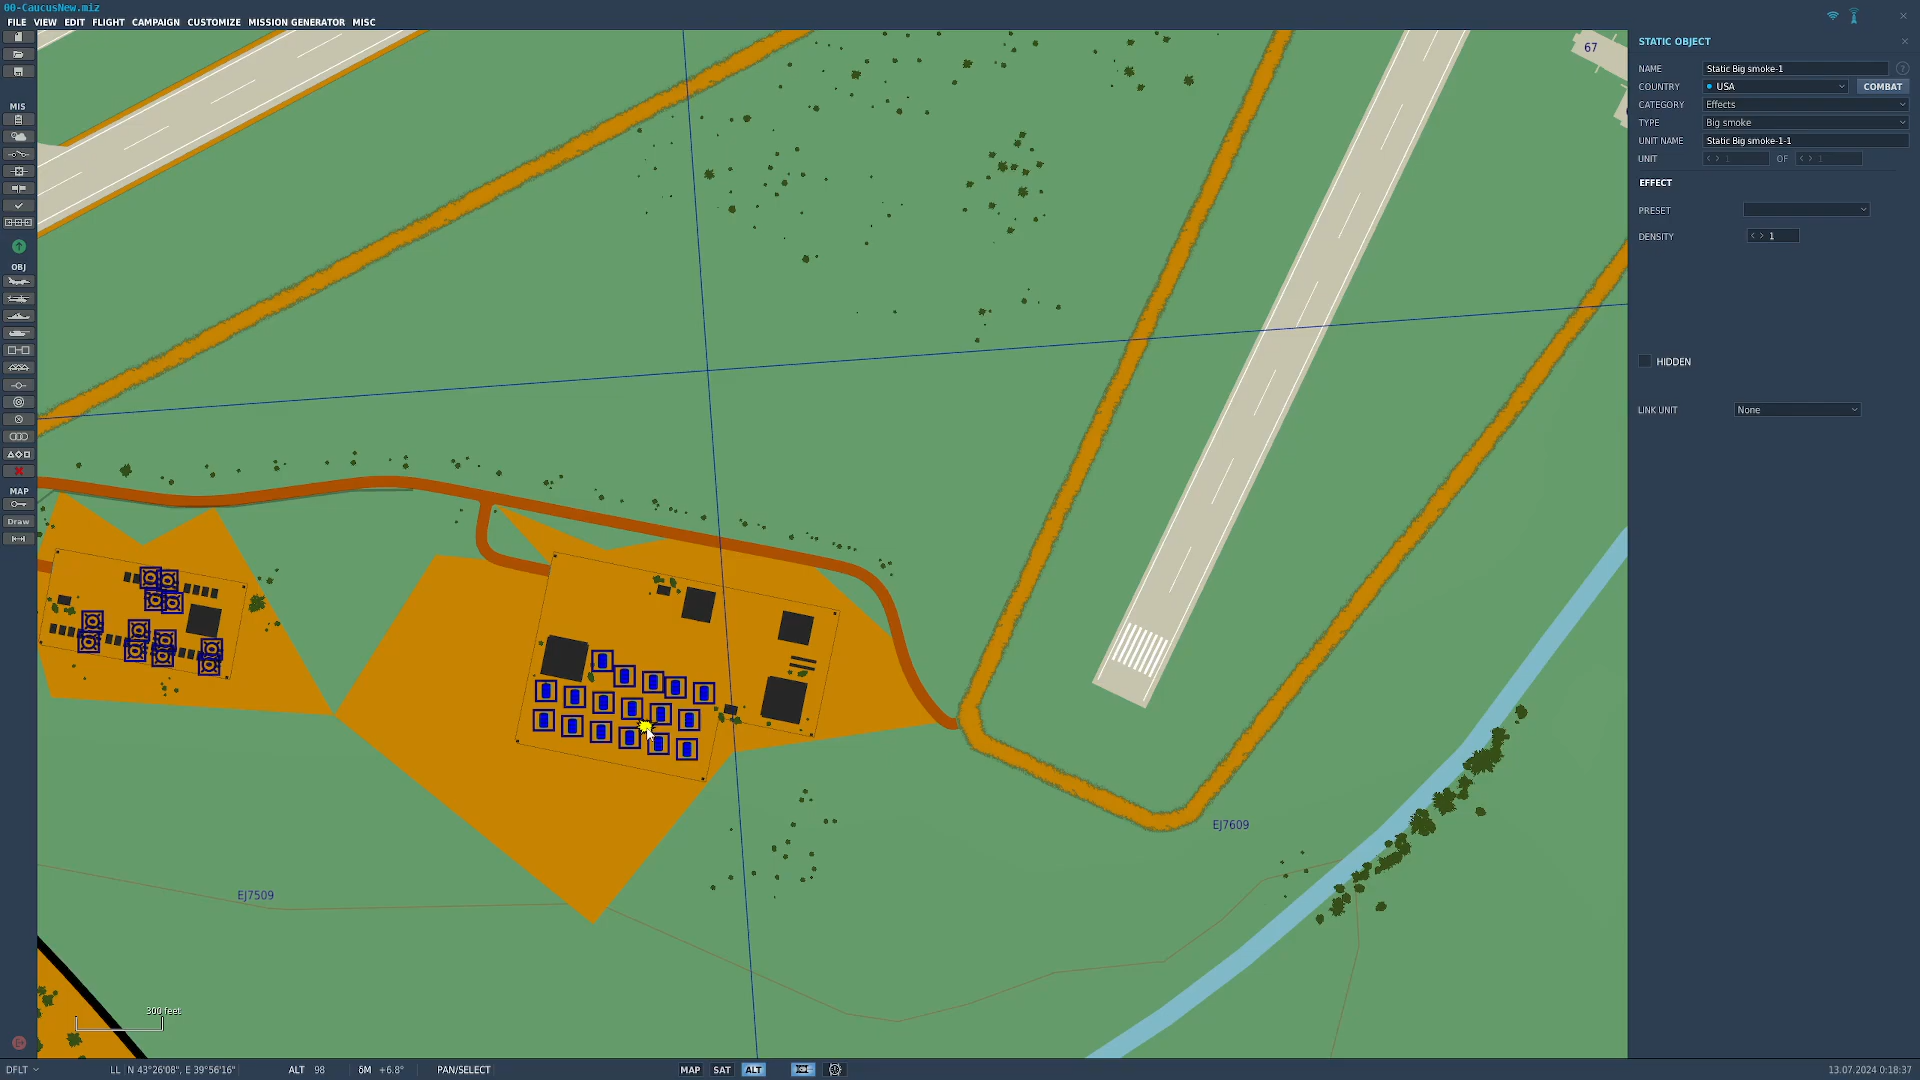 00-CaucusNew.miz
FILE VIEW EDIT FLIGHT CAMPAIGN CUSTOMIZE MISSION GENERATOR MISC
MIS
OBJ
MAP
Draw
67
EJ7609
EJ7509
300 feet
STATIC OBJECT
NAME Static Big smoke-1 ?
COUNTRY USA COMBAT
CATEGORY Effects
TYPE Big smoke
UNIT NAME Static Big smoke-1-1
UNIT < > 1 OF < > 1
EFFECT
PRESET
DENSITY < > 1
HIDDEN
LINK UNIT None
DFLT LL N 43°26'08", E 39°56'16" ALT 98 δM +6.8° PAN/SELECT MAP SAT ALT 13.07.2024 0:18:37